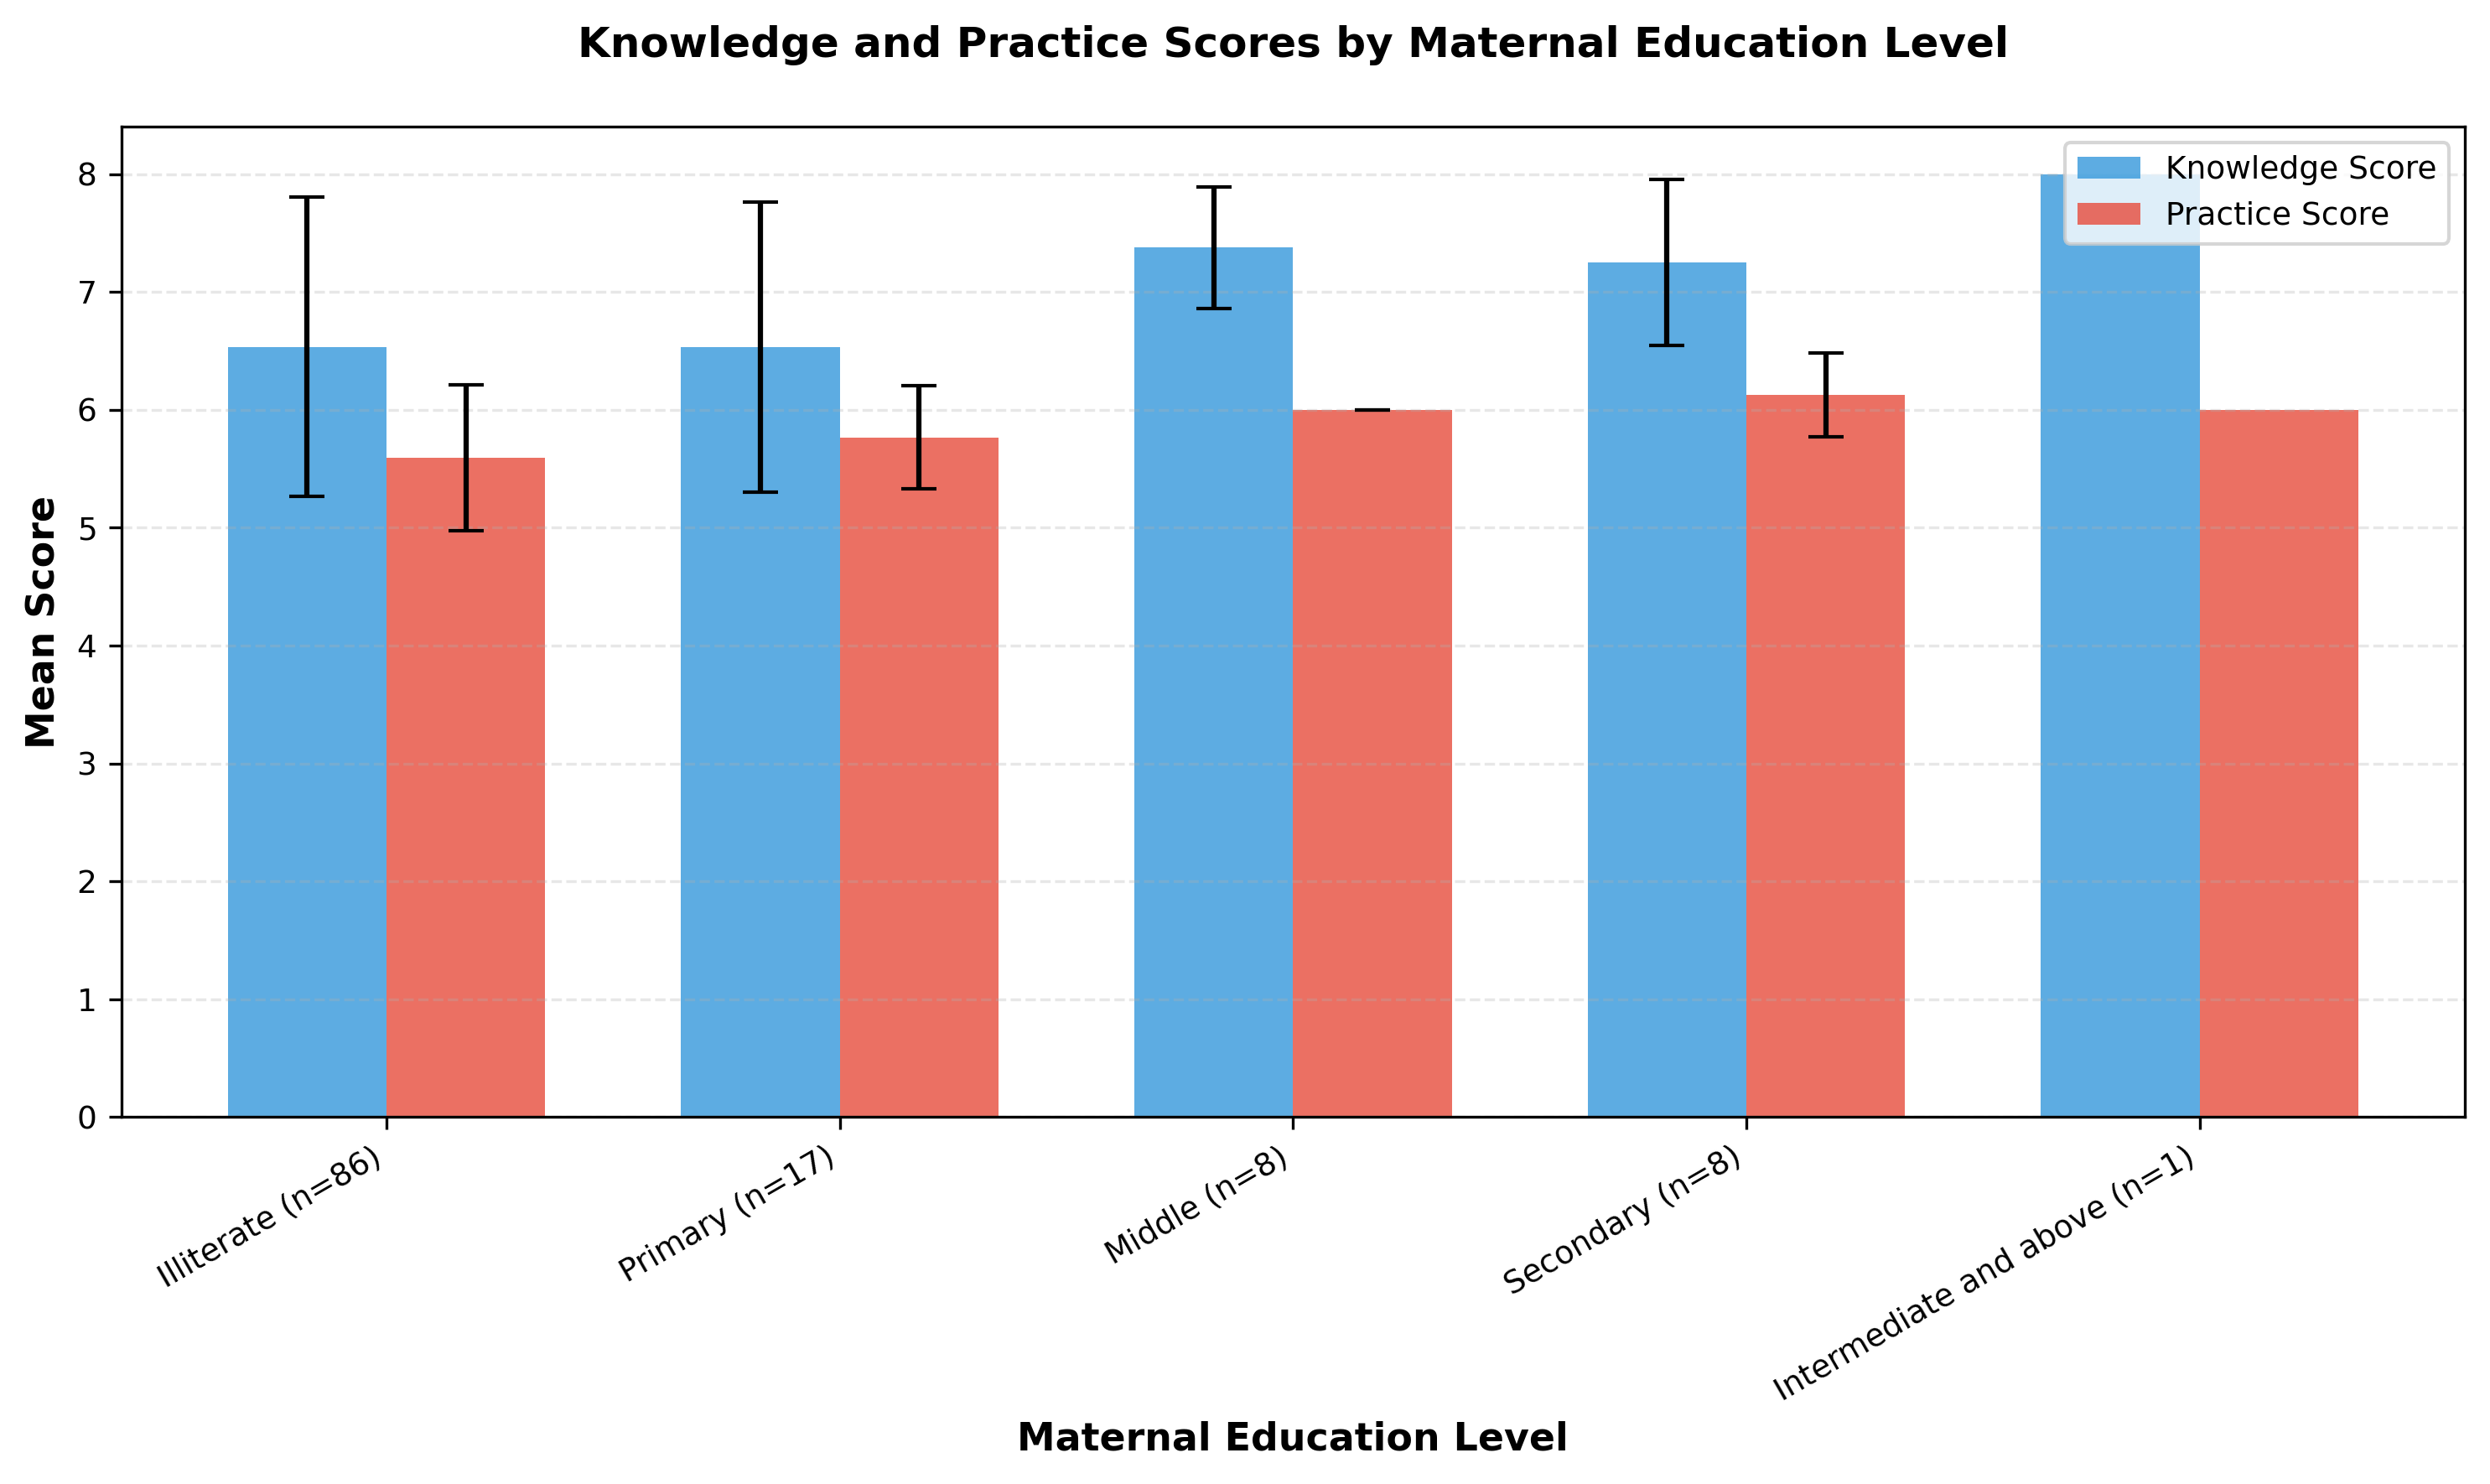 Knowledge and Practice Scores by Maternal Education Level
Knowledge Score
Practice Score
Mean Score
8
7
6
5
4
3
2
1
0
Illiterate (n=86)
Primary (n=17)
Middle (n=8)
Secondary (n=8)
Intermediate and above (n=1)
Maternal Education Level